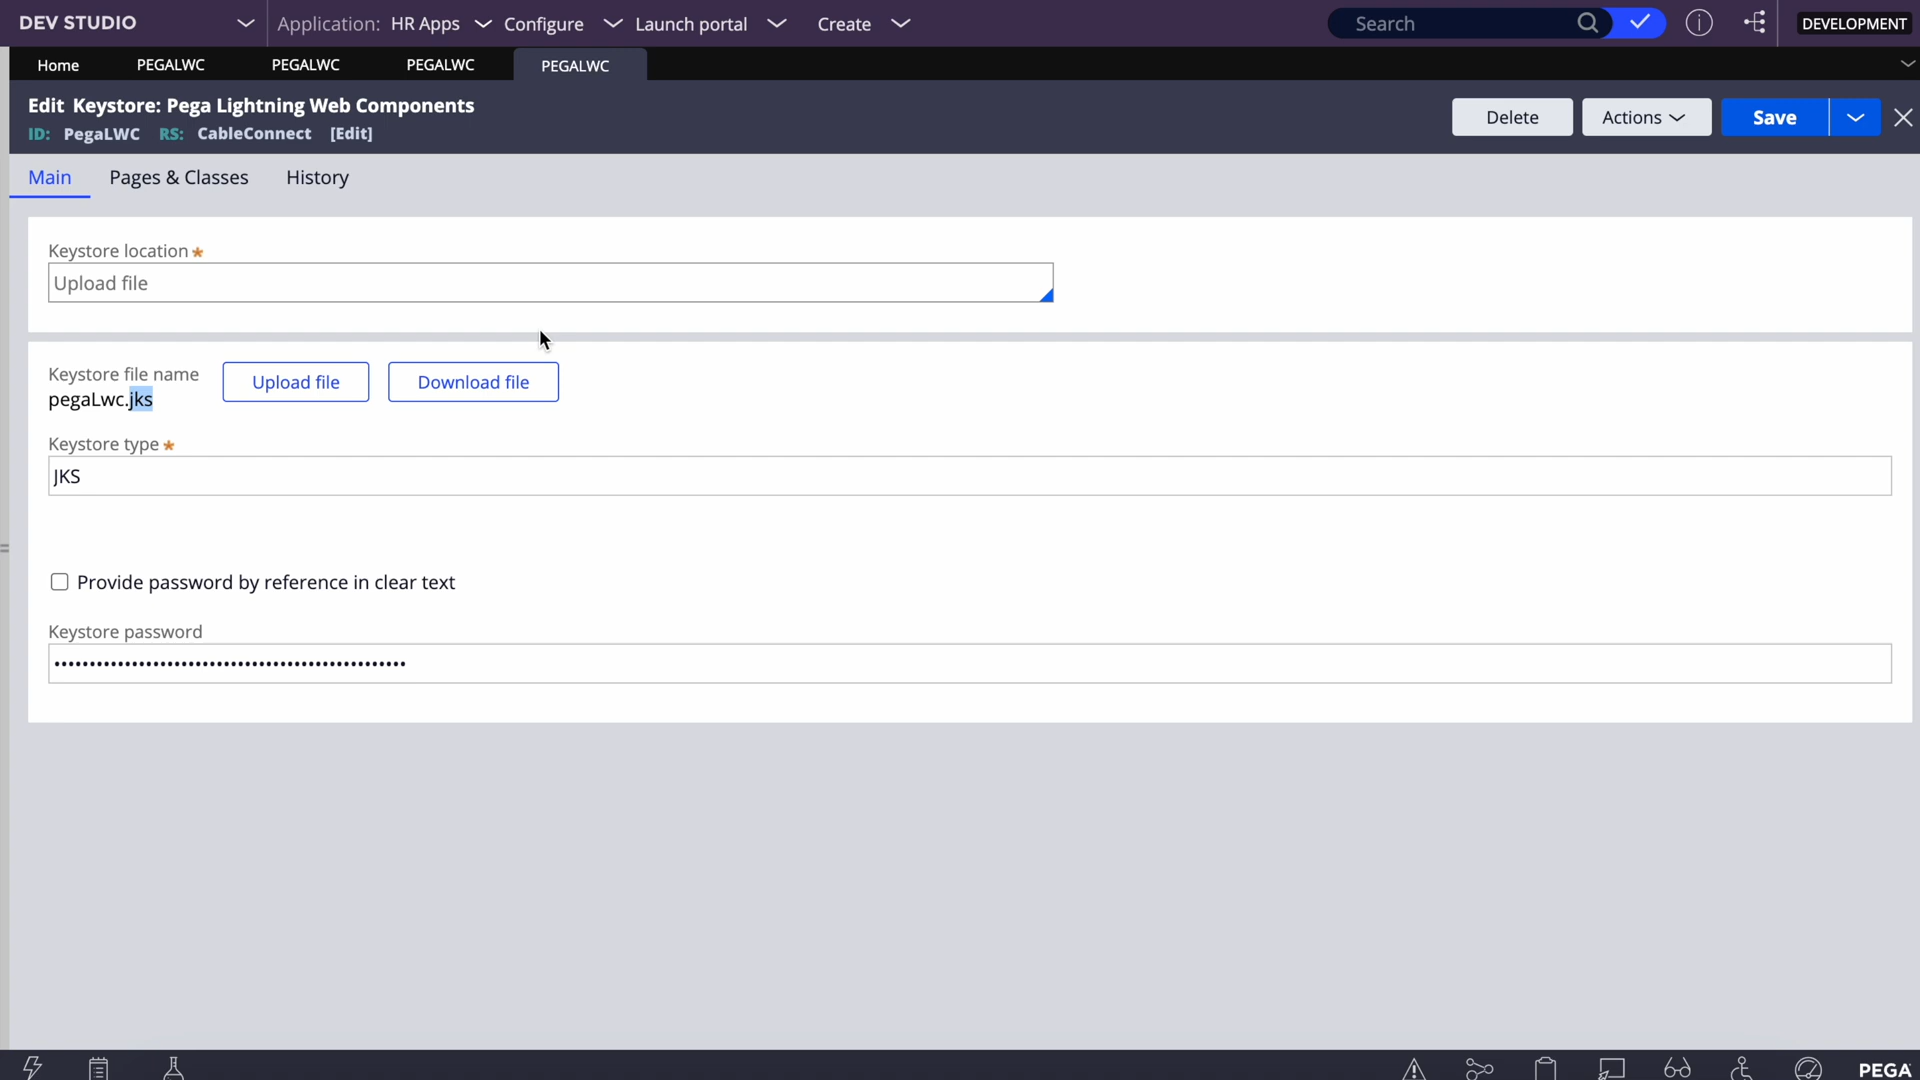 DEV STUDIO Application: HR Apps Configure Launch portal Create Search DEVELOPMENT
Home PEGALWC PEGALWC PEGALWC PEGALWC
Edit Keystore: Pega Lightning Web Components
ID: PegaLWC RS: CableConnect [Edit]
Delete Actions Save
Main Pages & Classes History
Keystore location *
Upload file
Keystore file name
pegaLwc.jks
Upload file Download file
Keystore type *
JKS
Provide password by reference in clear text
Keystore password
••••••••••••••••••••••••••••••••••••••••••••••••••
PEGA